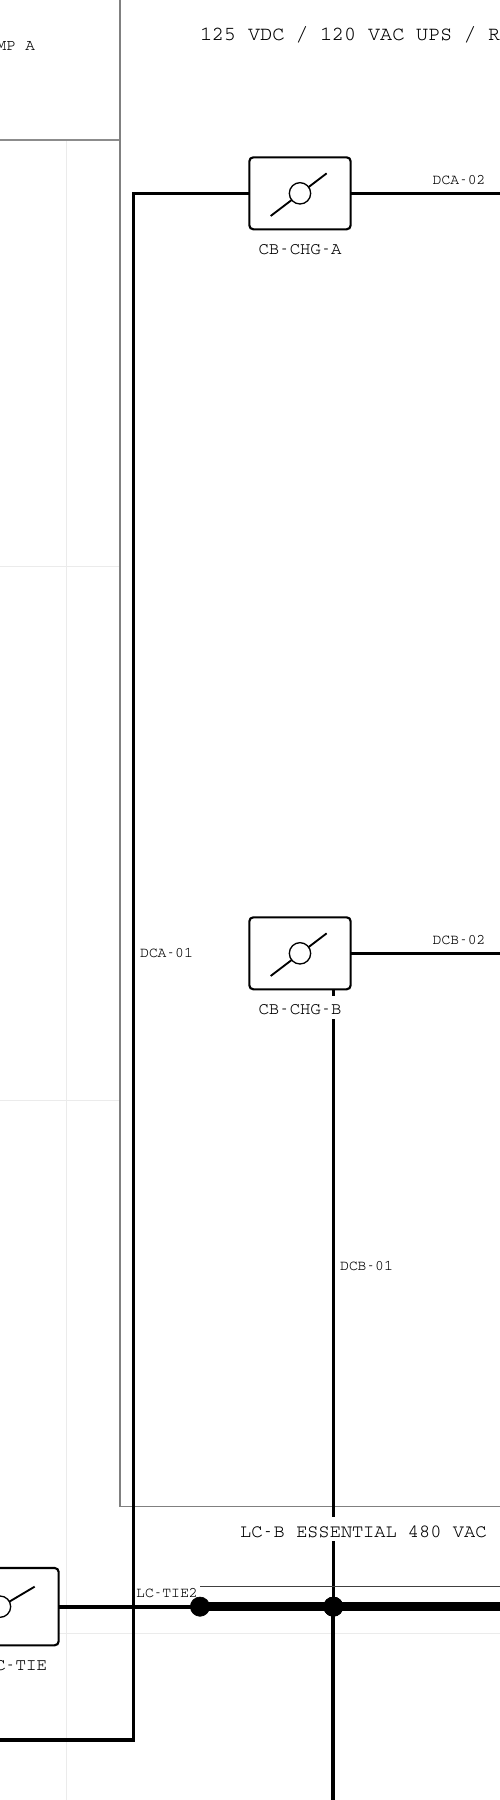 125 VDC / 120 VAC UPS / R
MP A
DCA-02
CB-CHG-A
DCB-02
DCA-01
CB-CHG-B
DCB-01
LC-B ESSENTIAL 480 VAC
LC-TIE2
C-TIE